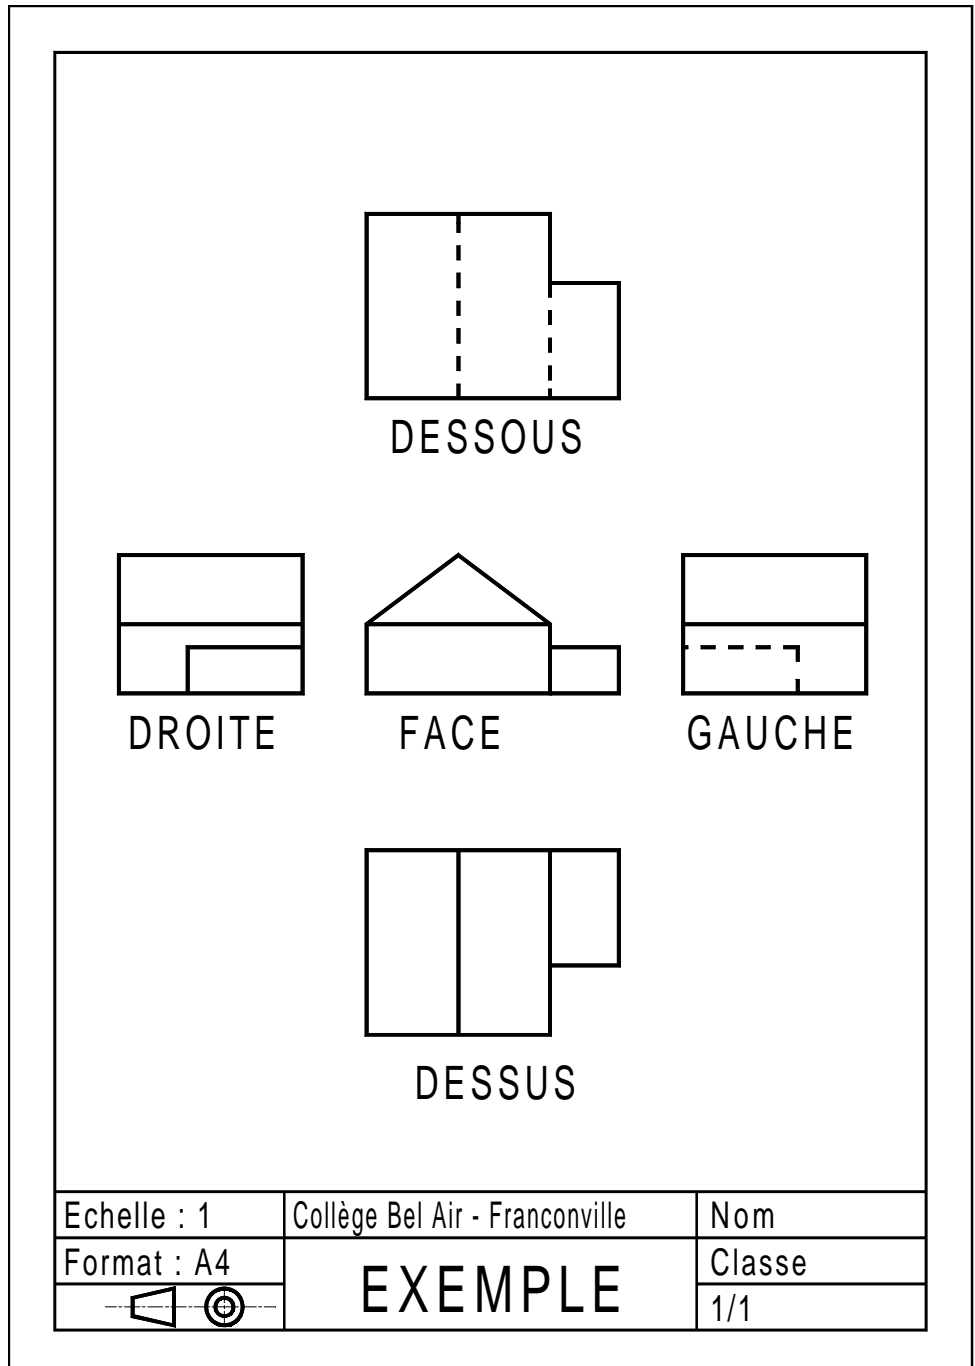 DESSOUS
DROITE
FACE
GAUCHE
DESSUS
Echelle : 1
Collège Bel Air - Franconville
Nom
Format : A4
EXEMPLE
Classe
1/1